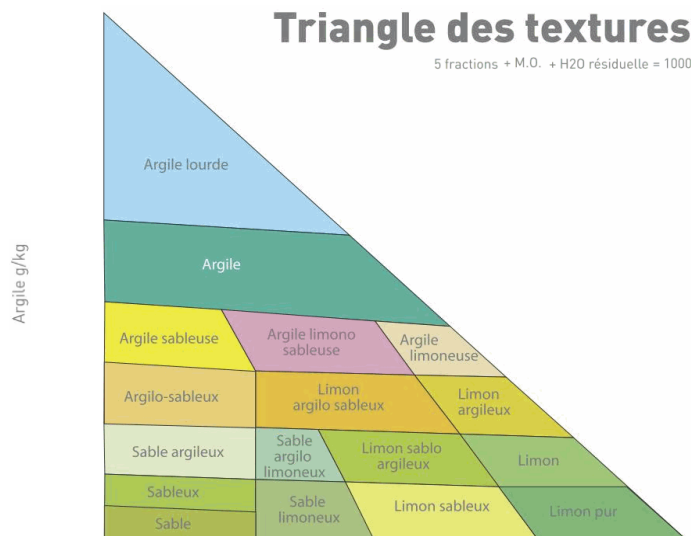 Triangle des textures
5 fractions + M.O. + H2O résiduelle = 1000
Argile g/kg
Argile lourde
Argile
Argile sableuse
Argile limono
sableuse
Argile
limoneuse
Argilo-sableux
Limon
argilo sableux
Limon
argileux
Sable argileux
Sable
argilo
limoneux
Limon sablo
argileux
Limon
Sableux
Sable
Sable
limoneux
Limon sableux
Limon pur